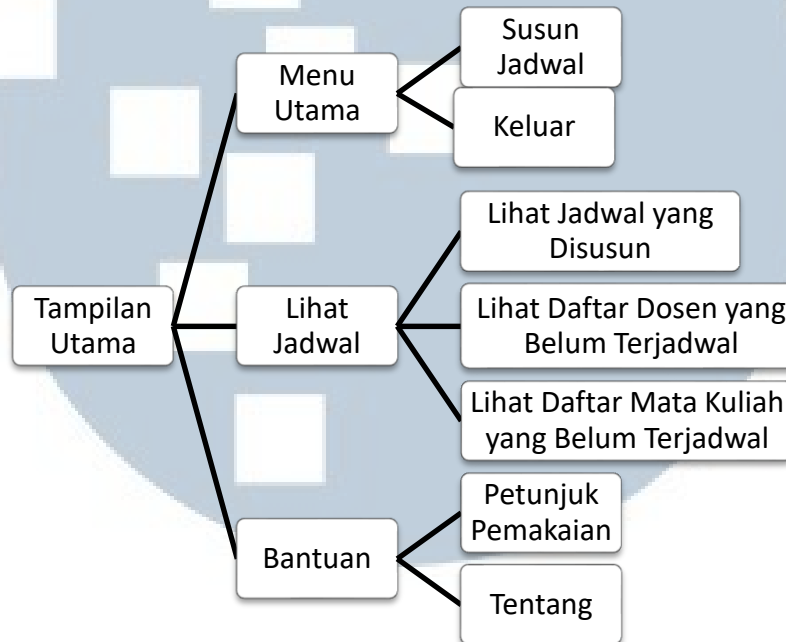 Tampilan
Utama
Menu
Utama
Susun
Jadwal
Keluar
Lihat
Jadwal
Lihat Jadwal yang
Disusun
Lihat Daftar Dosen yang
Belum Terjadwal
Lihat Daftar Mata Kuliah
yang Belum Terjadwal
Bantuan
Petunjuk
Pemakaian
Tentang